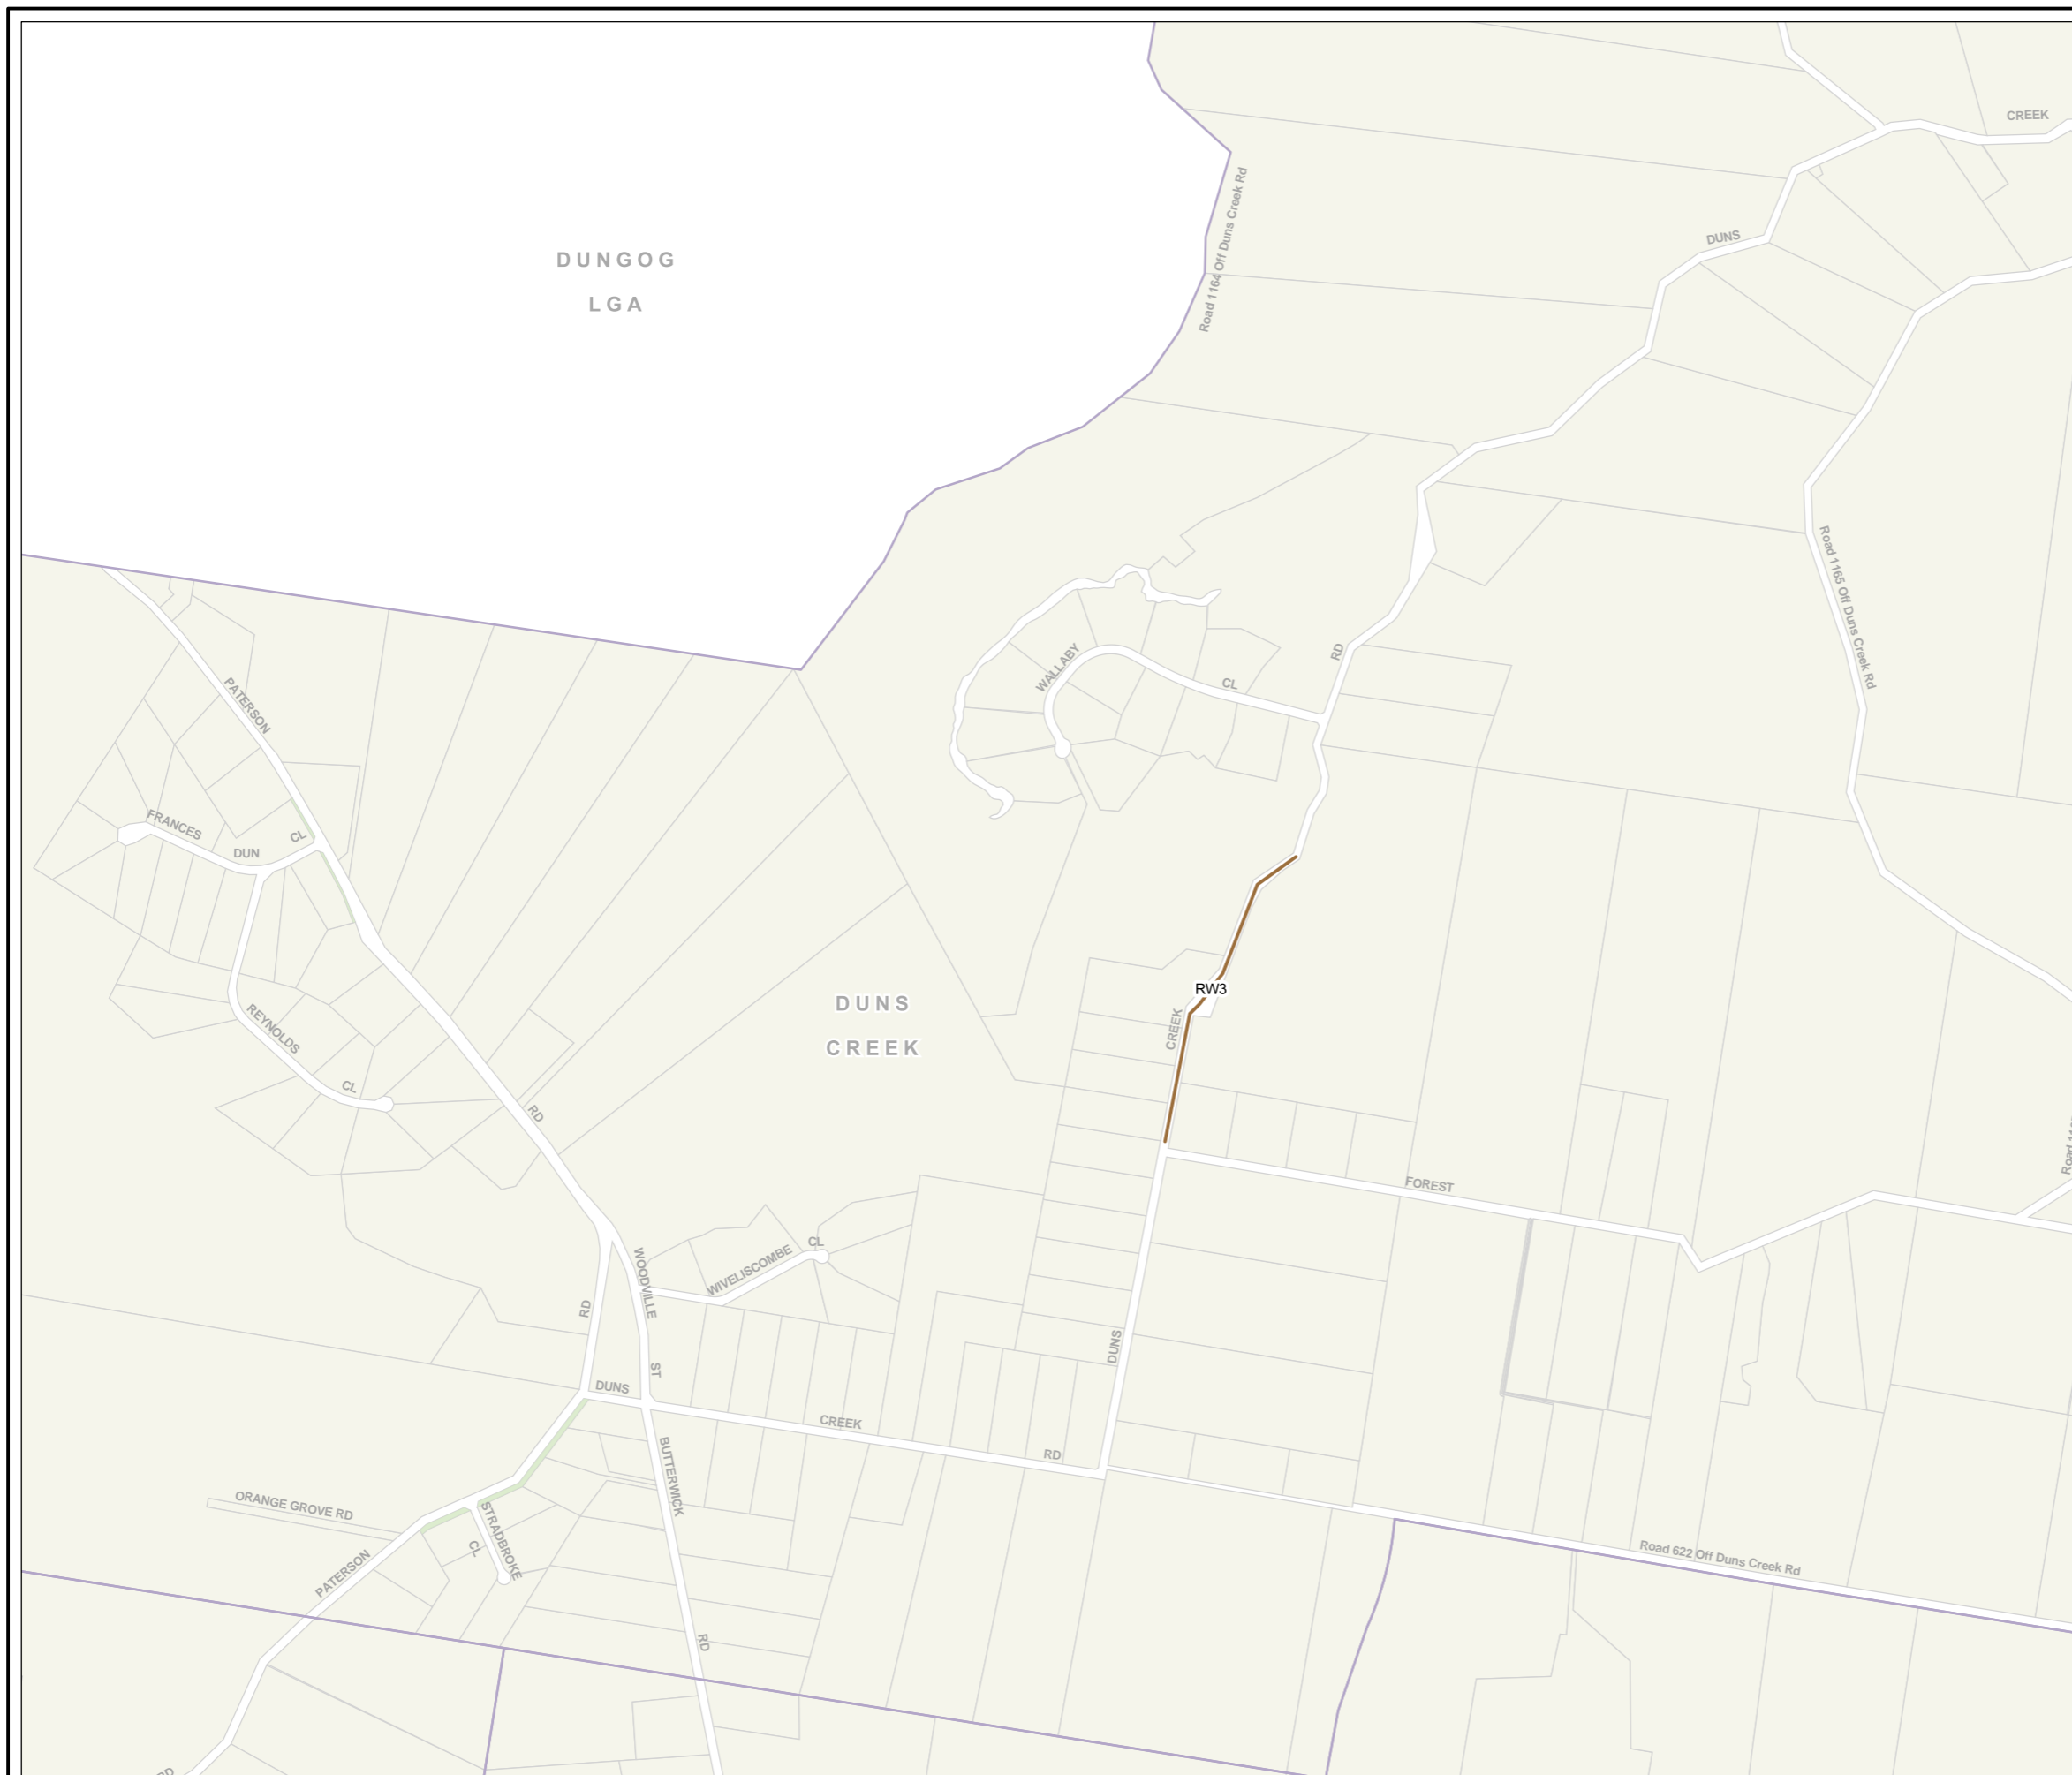 CREEK
DUNS
Road 1164 Off Duns Creek Rd
DUNGOG
LGA
Road 1165 Off Duns Creek Rd
RD
WALLABY
CL
PATERSON
FRANCES
DUN
CL
RW3
DUNS
CREEK
CREEK
REYNOLDS
CL
RD
FOREST
WOODVILLE
ST
WIVELISCOMBE
CL
RD
DUNS
DUNS
CREEK
RD
BUTTERWICK
RD
ORANGE GROVE RD
STRADBROKE
CL
PATERSON
Road 622 Off Duns Creek Rd
RD